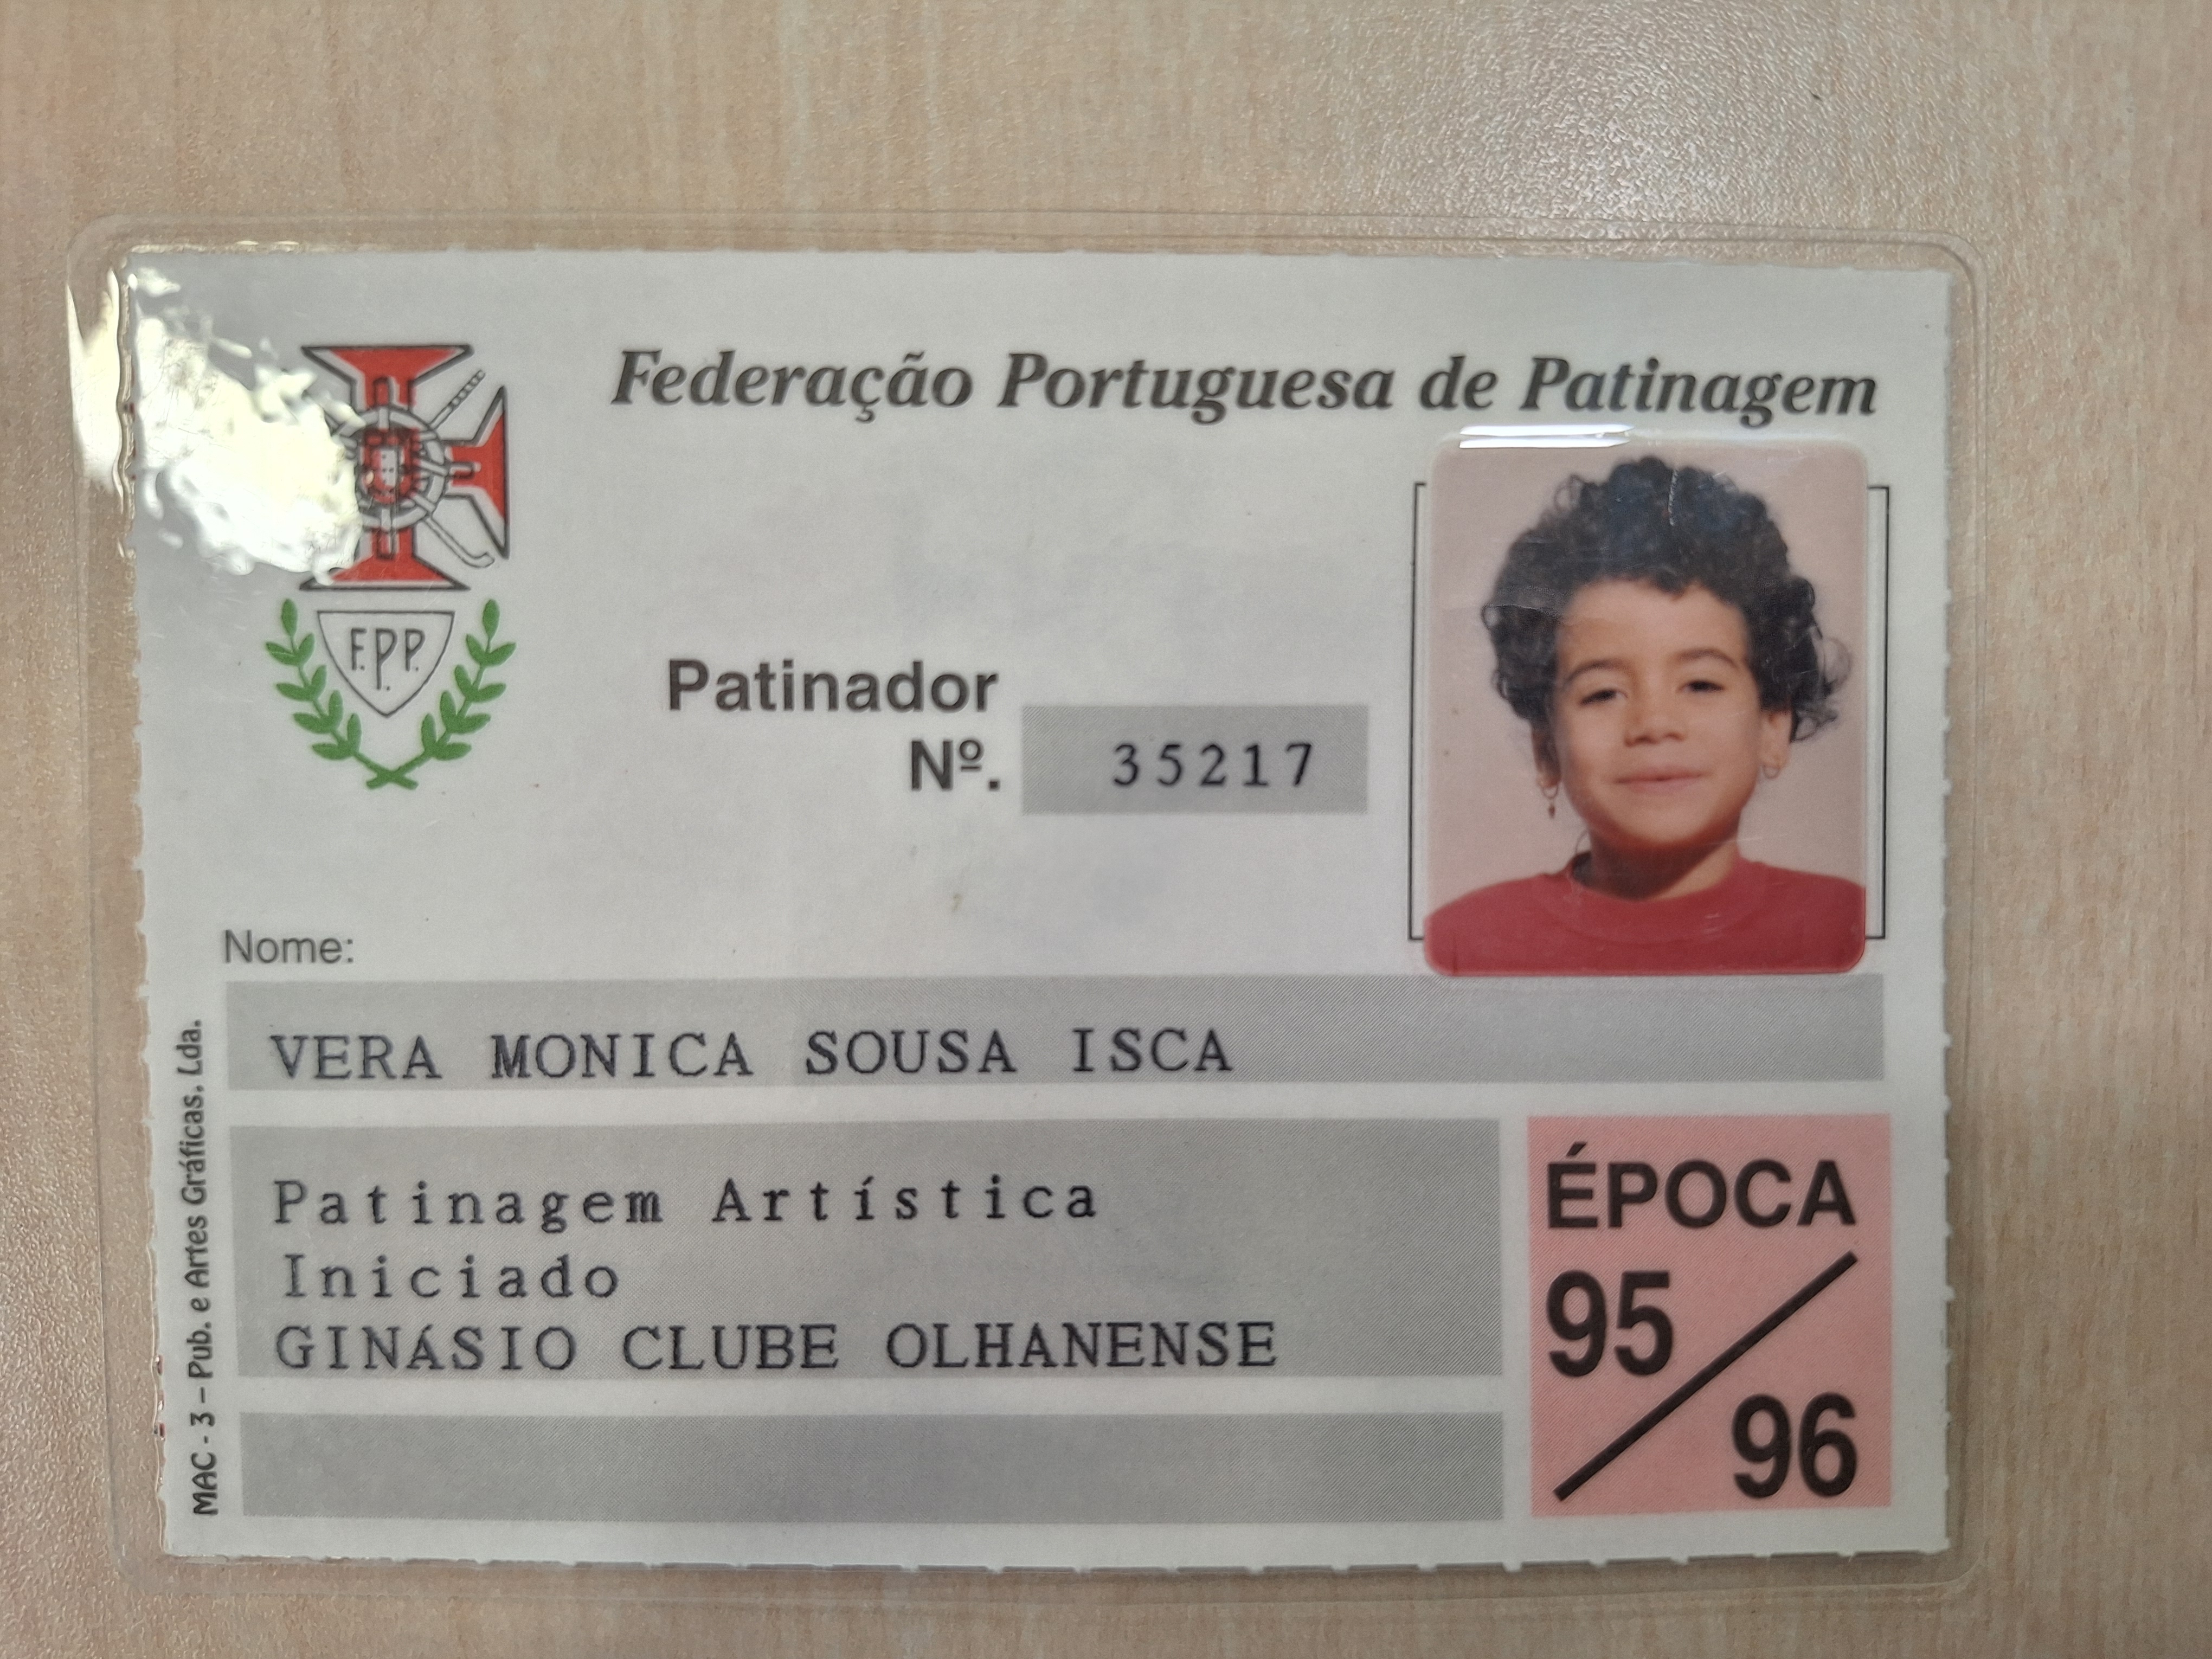 Federação Portuguesa de Patinagem
F.P.P.
Patinador
Nº. 35217
Nome:
VERA MONICA SOUSA ISCA
Patinagem Artística
Iniciado
GINÁSIO CLUBE OLHANENSE
ÉPOCA
95
96
MAC - 3 – Pub. e Artes Gráficas. Lda.